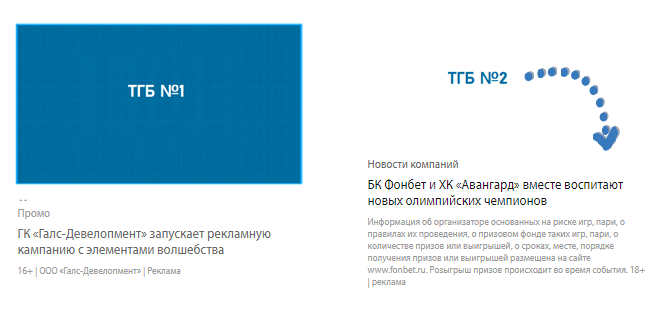 ТГБ №1
Промо
ГК «Галс-Девелопмент» запускает рекламную
кампанию с элементами волшебства
16+ | ООО «Галс-Девелопмент» | Реклама
ТГБ №2
Новости компаний
БК Фонбет и ХК «Авангард» вместе воспитают
новых олимпийских чемпионов
Информация об организаторе основанных на риске игр, пари, о
правилах их проведения, о призовом фонде таких игр, пари, о
количестве призов или выигрышей, о сроках, месте, порядке
получения призов или выигрышей размещена на сайте
www.fonbet.ru. Розыгрыш призов происходит во время события. 18+
| реклама